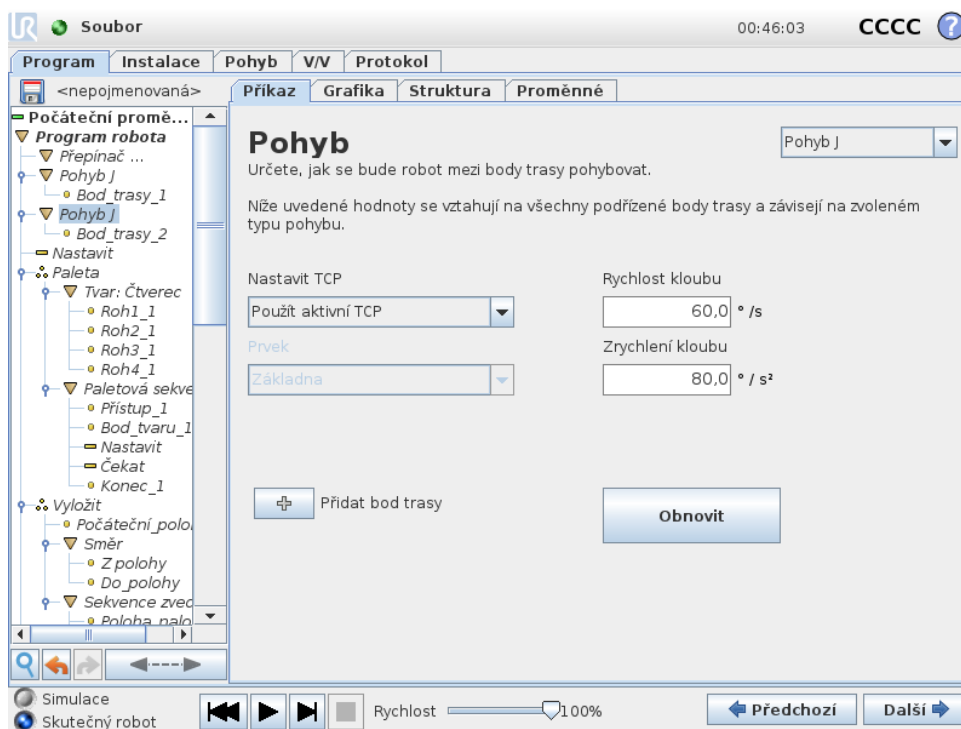 UR Soubor 00:46:03 CCCC ?
Program Instalace Pohyb V/V Protokol
<nepojmenovaná> Příkaz Grafika Struktura Proměnné
Počáteční promě...
Program robota
Přepínač ...
Pohyb J
Bod_trasy_1
Pohyb J
Bod_trasy_2
Nastavit
Paleta
Tvar: Čtverec
Roh1_1
Roh2_1
Roh3_1
Roh4_1
Paletová sekve
Přístup_1
Bod_tvaru_1
Nastavit
Čekat
Konec_1
Vyložit
Počáteční_polo
Směr
Z polohy
Do_polohy
Sekvence zved
Poloha_nalo
Pohyb
Pohyb J
Určete, jak se bude robot mezi body trasy pohybovat.
Níže uvedené hodnoty se vztahují na všechny podřízené body trasy a závisejí na zvoleném
typu pohybu.
Nastavit TCP
Použít aktivní TCP
Prvek
Základna
Rychlost kloubu
60,0 °/s
Zrychlení kloubu
80,0 °/ s²
Přidat bod trasy
Obnovit
Simulace
Skutečný robot
Rychlost 100%
Předchozí
Další